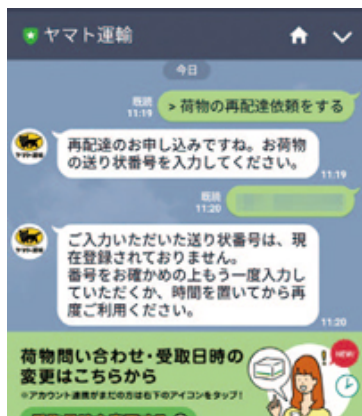 ヤマト運輸
今日
既読
11:19
> 荷物の再配達依頼をする
再配達のお申し込みですね。お荷物
の送り状番号を入力してください。
11:19
既読
11:20
ご入力いただいた送り状番号は、現
在登録されておりません。
番号をお確かめの上もう一度入力し
ていただくか、時間を置いてから再
度ご利用ください。
11:20
荷物問い合わせ・受取日時の
変更はこちらから
※アカウント連携がまだの方は右下のアイコンをタップ!
NEW!